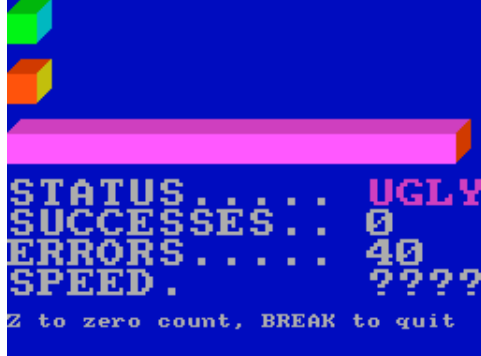 STATUS..... UGLY
SUCCESSES.. 0
ERRORS..... 40
SPEED. ????
Z to zero count, BREAK to quit